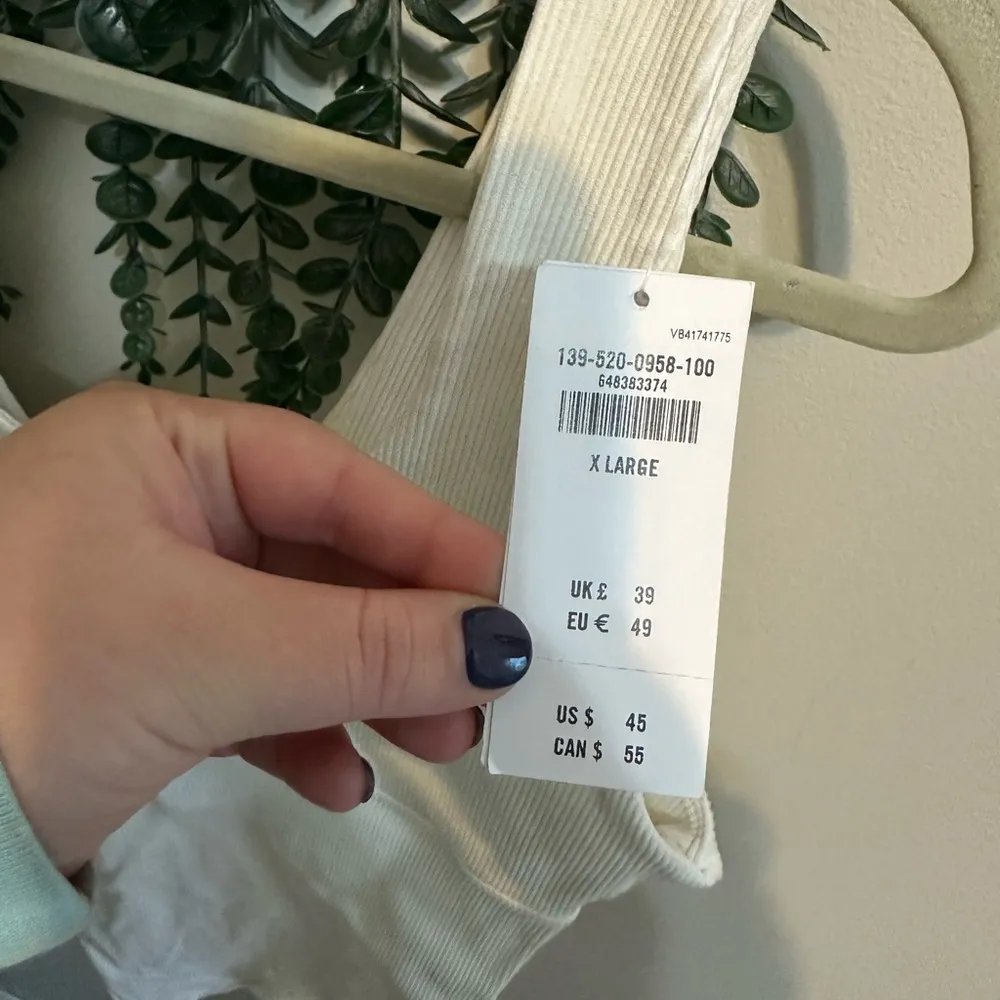 VB41741775
139-520-0958-100
648383374
X LARGE
UK £ 39
EU € 49
US $ 45
CAN $ 55